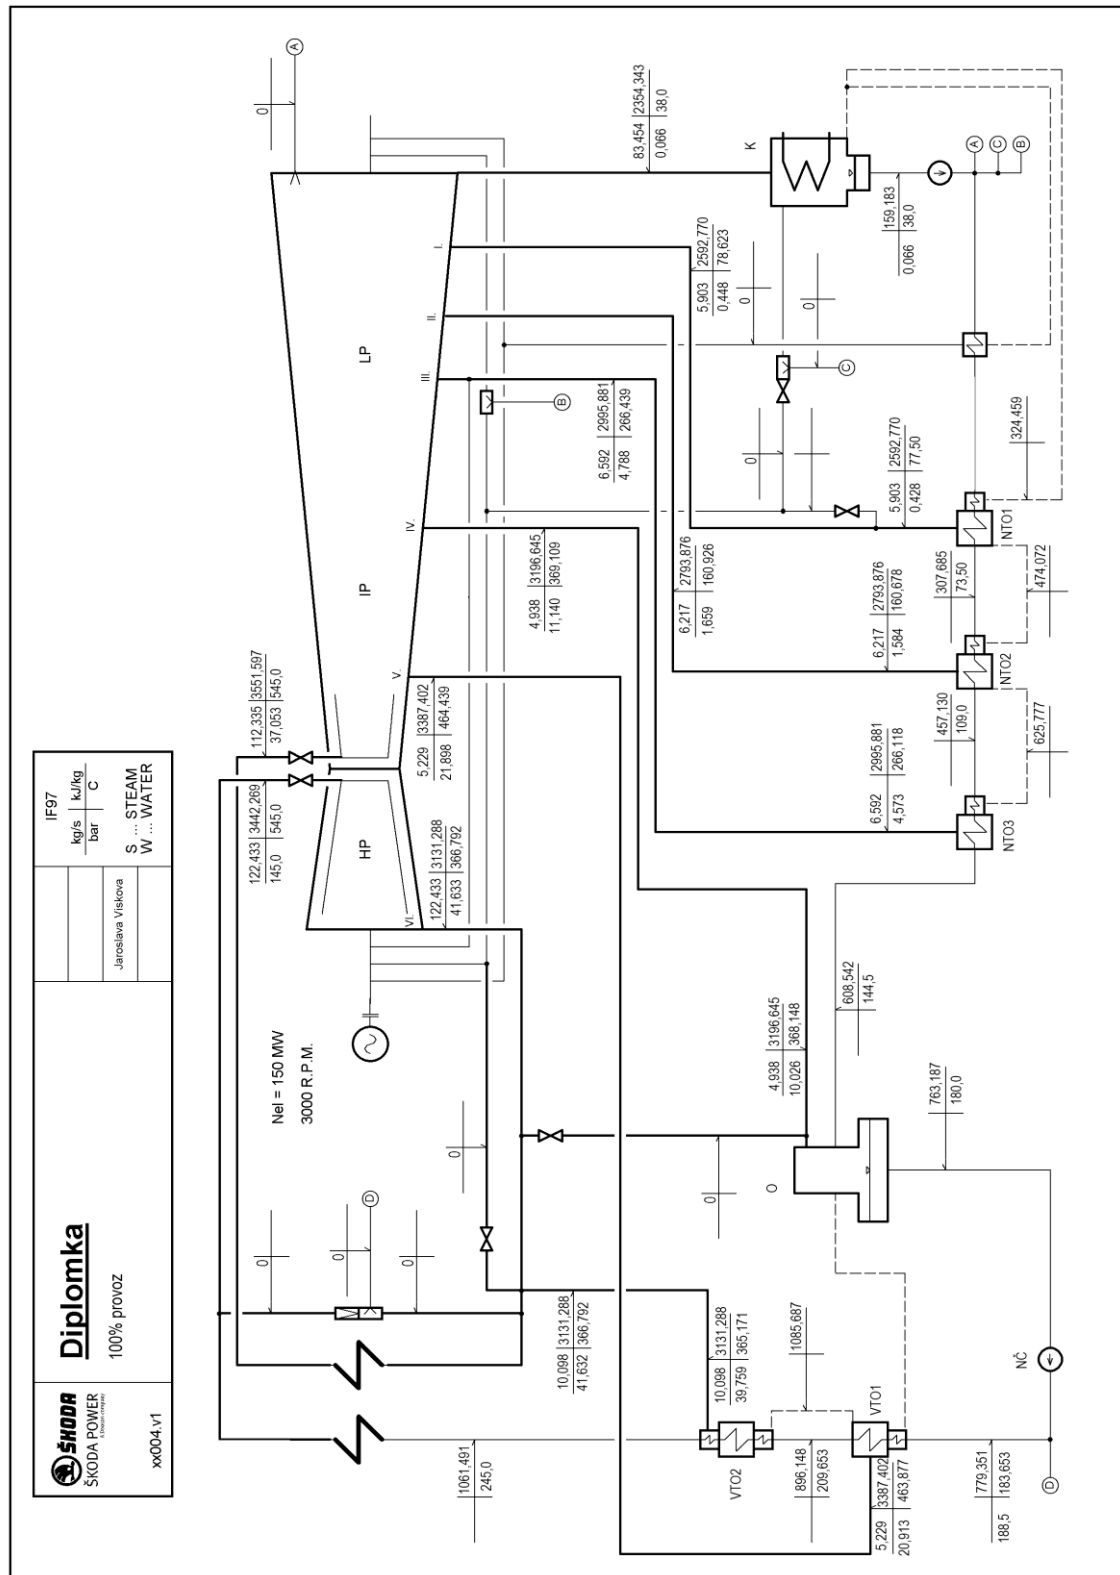 Diplomka
100% provoz
ŠKODA
ŠKODA POWER
xx004.v1
Jaroslava Viskova
IF97
kg/s kJ/kg
bar C
S ... STEAM
W ... WATER
A
0
83,454 2354,343
0,066 38,0
K
159,183
0,066 38,0
A
C
B
LP
I.
II.
III.
5,903 2592,770
0,448 78,623
0
0
C
B
6,592 2995,881
4,788 266,439
0
324,459
5,903 2592,770
0,428 77,50
NTO1
IP
IV.
4,938 3196,645
11,140 369,109
6,217 2793,876
1,659 160,926
6,217 2793,876
1,584 160,678
307,685
73,50
474,072
NTO2
V.
112,335 3551,597
37,053 545,0
5,229 3387,402
21,898 464,439
457,130
109,0
625,777
122,433 3442,269
145,0 545,0
6,592 2995,881
4,573 266,118
NTO3
HP
VI.
122,433 3131,288
41,633 366,792
608,542
144,5
Nel = 150 MW
3000 R.P.M.
4,938 3196,645
10,026 368,148
763,187
180,0
0
0
O
D
0
0
0
10,098 3131,288
41,632 366,792
10,098 3131,288
39,759 365,171
1085,687
NČ
VTO1
VTO2
1061,491
245,0
896,148
209,653
5,229 3387,402
20,913 463,877
779,351
188,5 183,653
D